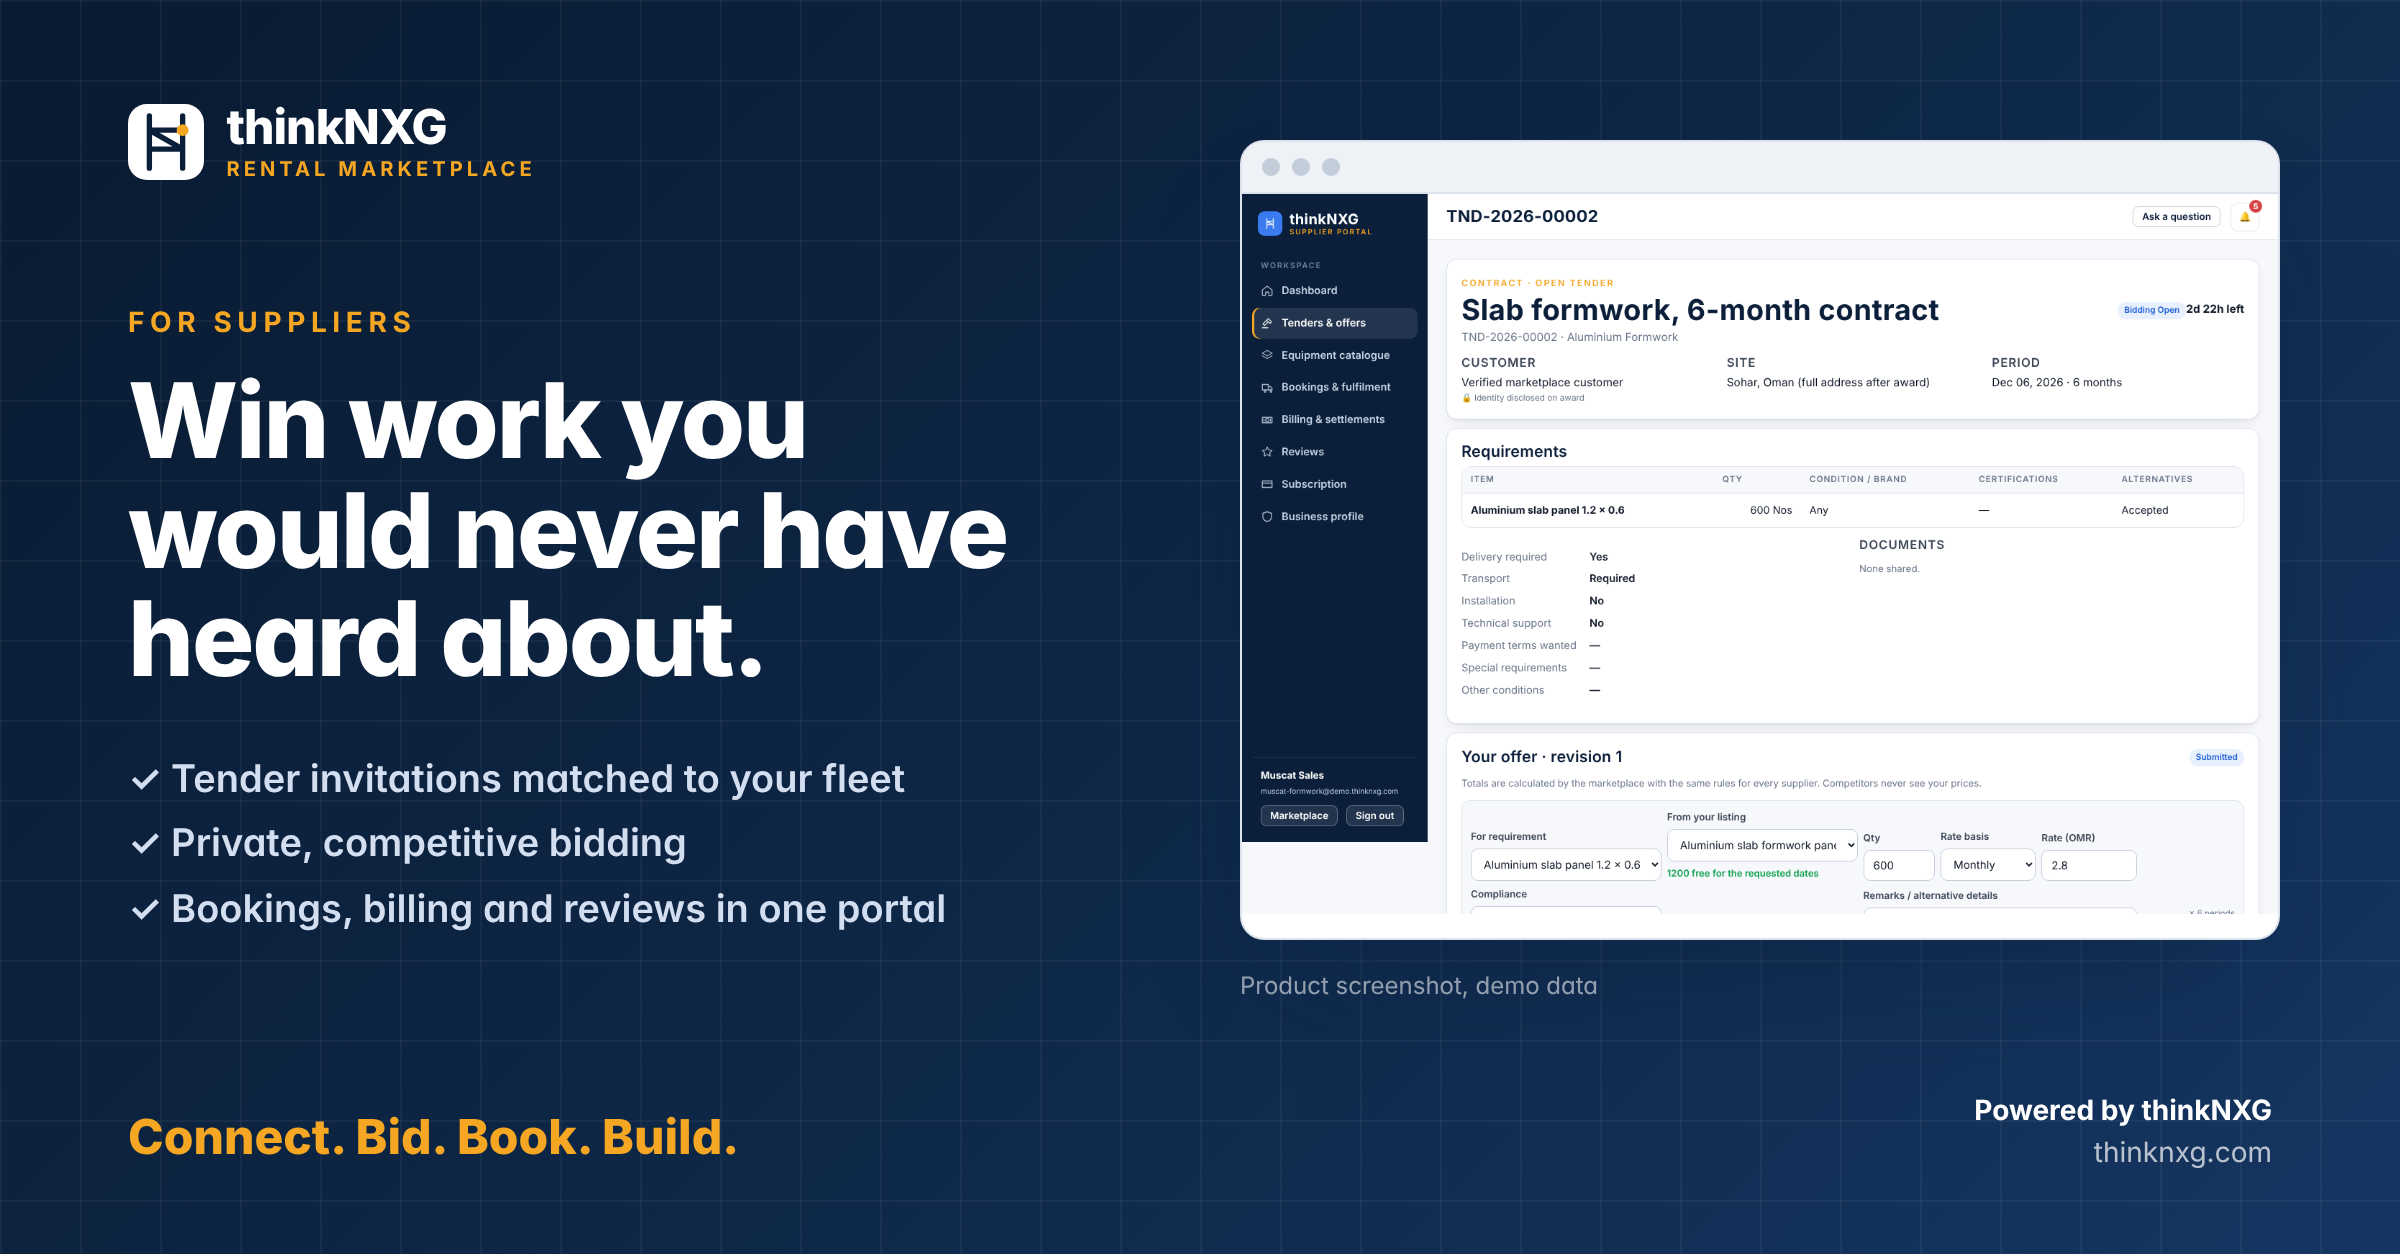 thinkNXG
RENTAL MARKETPLACE
FOR SUPPLIERS
Win work you
would never have
heard about.
✓ Tender invitations matched to your fleet
✓ Private, competitive bidding
✓ Bookings, billing and reviews in one portal
Connect. Bid. Book. Build.
thinkNXG
SUPPLIER PORTAL
WORKSPACE
Dashboard
Tenders & offers
Equipment catalogue
Bookings & fulfilment
Billing & settlements
Reviews
Subscription
Business profile
Muscat Sales
muscat-formwork@demo.thinknxg.com
Marketplace Sign out
TND-2026-00002 Ask a question 5
CONTRACT · OPEN TENDER
Slab formwork, 6-month contract Bidding Open 2d 22h left
TND-2026-00002 · Aluminium Formwork
CUSTOMER SITE PERIOD
Verified marketplace customer Sohar, Oman (full address after award) Dec 06, 2026 · 6 months
Identity disclosed on award
Requirements
ITEM QTY CONDITION / BRAND CERTIFICATIONS ALTERNATIVES
Aluminium slab panel 1.2 × 0.6 600 Nos Any — Accepted
Delivery required Yes
Transport Required
Installation No
Technical support No
Payment terms wanted —
Special requirements —
Other conditions —
DOCUMENTS
None shared.
Your offer · revision 1 Submitted
Totals are calculated by the marketplace with the same rules for every supplier. Competitors never see your prices.
For requirement From your listing Qty Rate basis Rate (OMR)
Aluminium slab panel 1.2 × 0.6 Aluminium slab formwork pane 600 Monthly 2.8
1200 free for the requested dates
Compliance Remarks / alternative details
× 6 periods
Product screenshot, demo data
Powered by thinkNXG
thinknxg.com